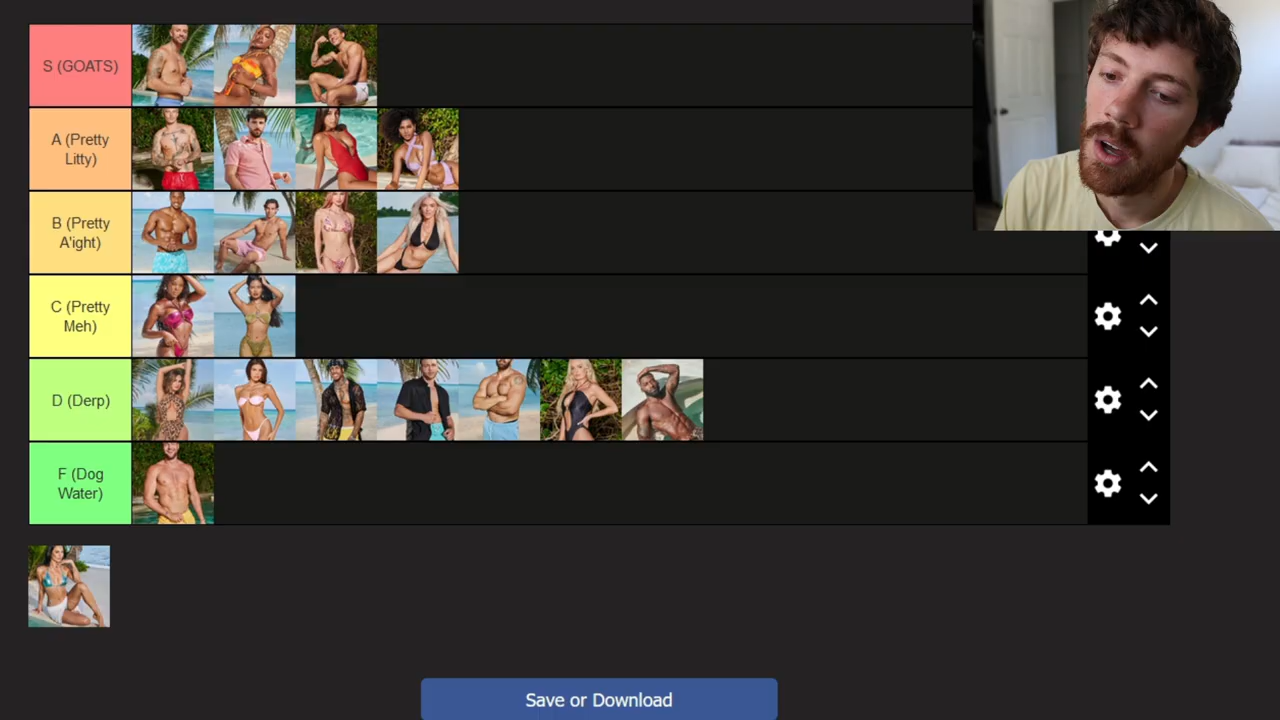 S (GOATS)
A (Pretty
Litty)
B (Pretty
A'ight)
C (Pretty
Meh)
D (Derp)
F (Dog
Water)
Save or Download